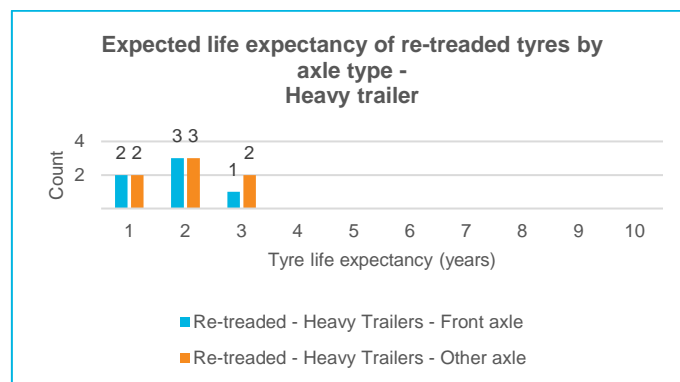 Expected life expectancy of re-treaded tyres by
axle type -
Heavy trailer
4
2
Count
2 2
3 3
1 2
1 2 3 4 5 6 7 8 9 10
Tyre life expectancy (years)
Re-treaded - Heavy Trailers - Front axle
Re-treaded - Heavy Trailers - Other axle